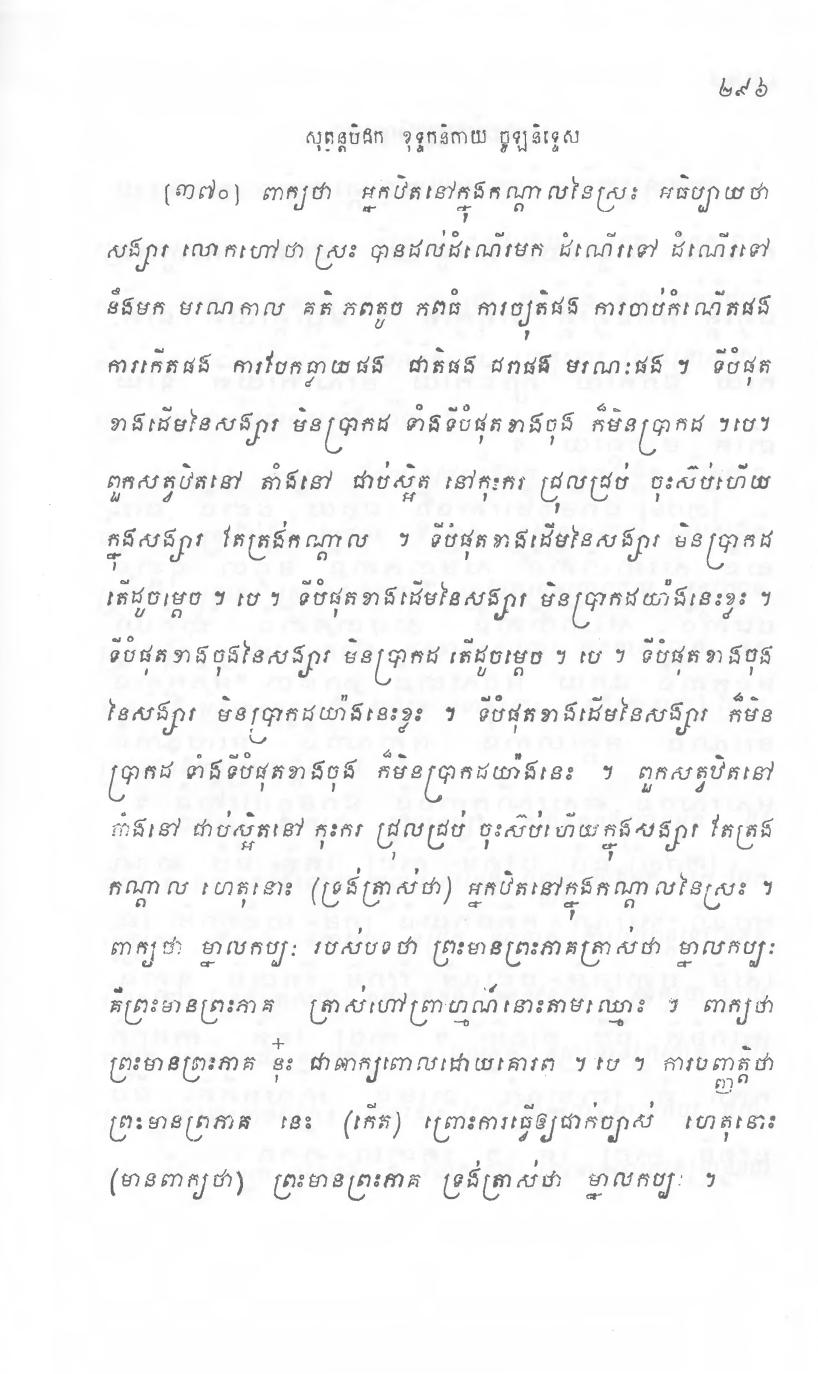 ២៩៦
សុត្តន្តបិដក ខុទ្ទកនិកាយ ចូឡនិទ្ទេស
(៣៧០) ពាក្យថា អ្នកឋិតនៅក្នុងកណ្តាលនៃស្រះ អធិប្បាយថា
សង្សារ លោកហៅថា ស្រះ បានដល់ដំណើរមក ដំណើរទៅ ដំណើរទៅ
នឹងមក មរណកាល គតិ ភពតូច ភពធំ ការច្យុតិផង ការចាប់កំណើតផង
ការកើតផង ការបែកធ្លាយផង ជាតិផង ជរាផង មរណៈផង ។ ទីបំផុត
ខាងដើមនៃសង្សារ មិនប្រាកដ ទាំងទីបំផុតខាងចុង ក៏មិនប្រាកដ ។បេ។
ពួកសត្វឋិតនៅ តាំងនៅ ជាប់ស្អិត នៅកុះករ ជ្រុលជ្រប់ ចុះស៊ប់ហើយ
ក្នុងសង្សារ តែត្រង់កណ្តាល ។ ទីបំផុតខាងដើមនៃសង្សារ មិនប្រាកដ
តើដូចម្តេច ។ បេ ។ ទីបំផុតខាងដើមនៃសង្សារ មិនប្រាកដយ៉ាំងនេះខ្លះ ។
ទីបំផុតខាងចុងនៃសង្សារ មិនប្រាកដ តើដូចម្តេច ។ បេ ។ ទីបំផុតខាងចុង
នៃសង្សារ មិនប្រាកដយ៉ាំងនេះខ្លះ ។ ទីបំផុតខាងដើមនៃសង្សារ ក៏មិន
ប្រាកដ ទាំងទីបំផុតខាងចុង ក៏មិនប្រាកដយ៉ាំងនេះ ។ ពួកសត្វឋិតនៅ
តាំងនៅ ជាប់ស្អិតនៅ កុះករ ជ្រុលជ្រប់ ចុះស៊ប់ហើយក្នុងសង្សារ តែត្រង់
កណ្តាល ហេតុនោះ (ទ្រង់ត្រាស់ថា) អ្នកឋិតនៅក្នុងកណ្តាលនៃស្រះ ។
ពាក្យថា ម្នាលកប្បៈ របស់បទថា ព្រះមានព្រះភាគត្រាស់ថា ម្នាលកប្បៈ
គឺព្រះមានព្រះភាគ ត្រាស់ហៅព្រាហ្មណ៍នោះតាមឈ្មោះ ។ ពាក្យថា
ព្រះមានព្រះភាគ នុ៎ះ ជាពាក្យពោលដោយគោរព ។ បេ ។ ការបញ្ញត្តិថា
ព្រះមានព្រភាគ នេះ (កើត) ព្រោះការធ្វើឲ្យជាក់ច្បាស់ ហេតុនោះ
(មានពាក្យថា) ព្រះមានព្រះភាគ ទ្រង់ត្រាស់ថា ម្នាលកប្បៈ ។